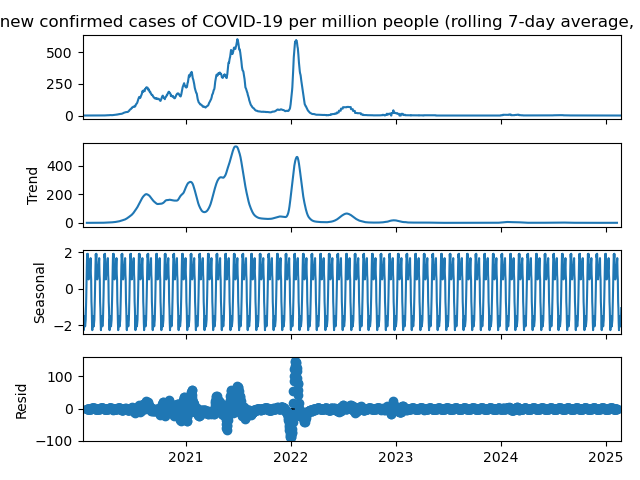 new confirmed cases of COVID-19 per million people (rolling 7-day average,
500
250
0
Trend
400
200
0
Seasonal
2
0
−2
Resid
100
0
−100
2021 2022 2023 2024 2025